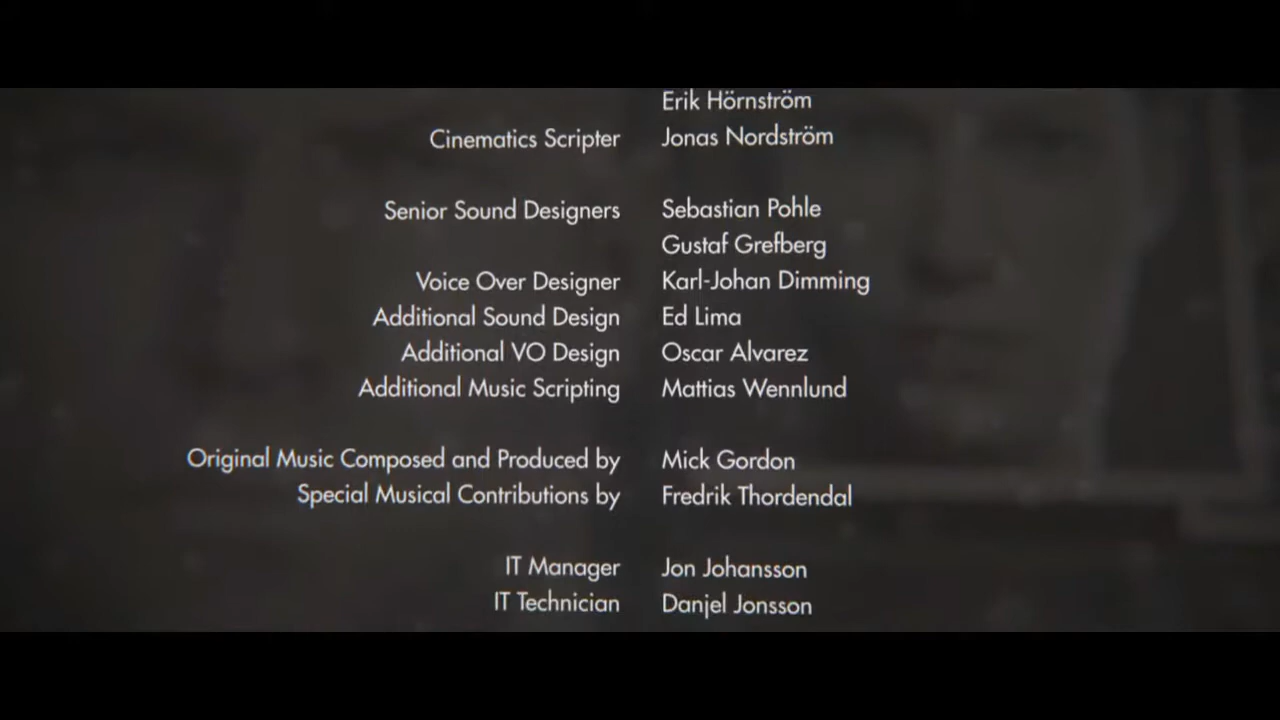 Erik Hörnström
Cinematics Scripter Jonas Nordström
Senior Sound Designers Sebastian Pohle
Gustaf Grefberg
Voice Over Designer Karl-Johan Dimming
Additional Sound Design Ed Lima
Additional VO Design Oscar Alvarez
Additional Music Scripting Mattias Wennlund
Original Music Composed and Produced by Mick Gordon
Special Musical Contributions by Fredrik Thordendal
IT Manager Jon Johansson
IT Technician Danjel Jonsson